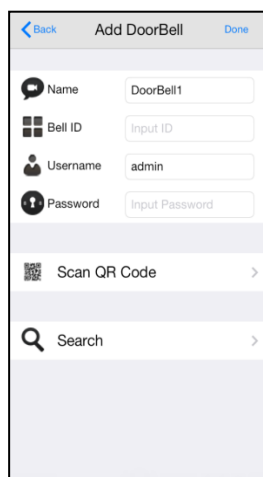 Back Add DoorBell Done
Name DoorBell1
Bell ID Input ID
Username admin
Password Input Password
Scan QR Code
Search